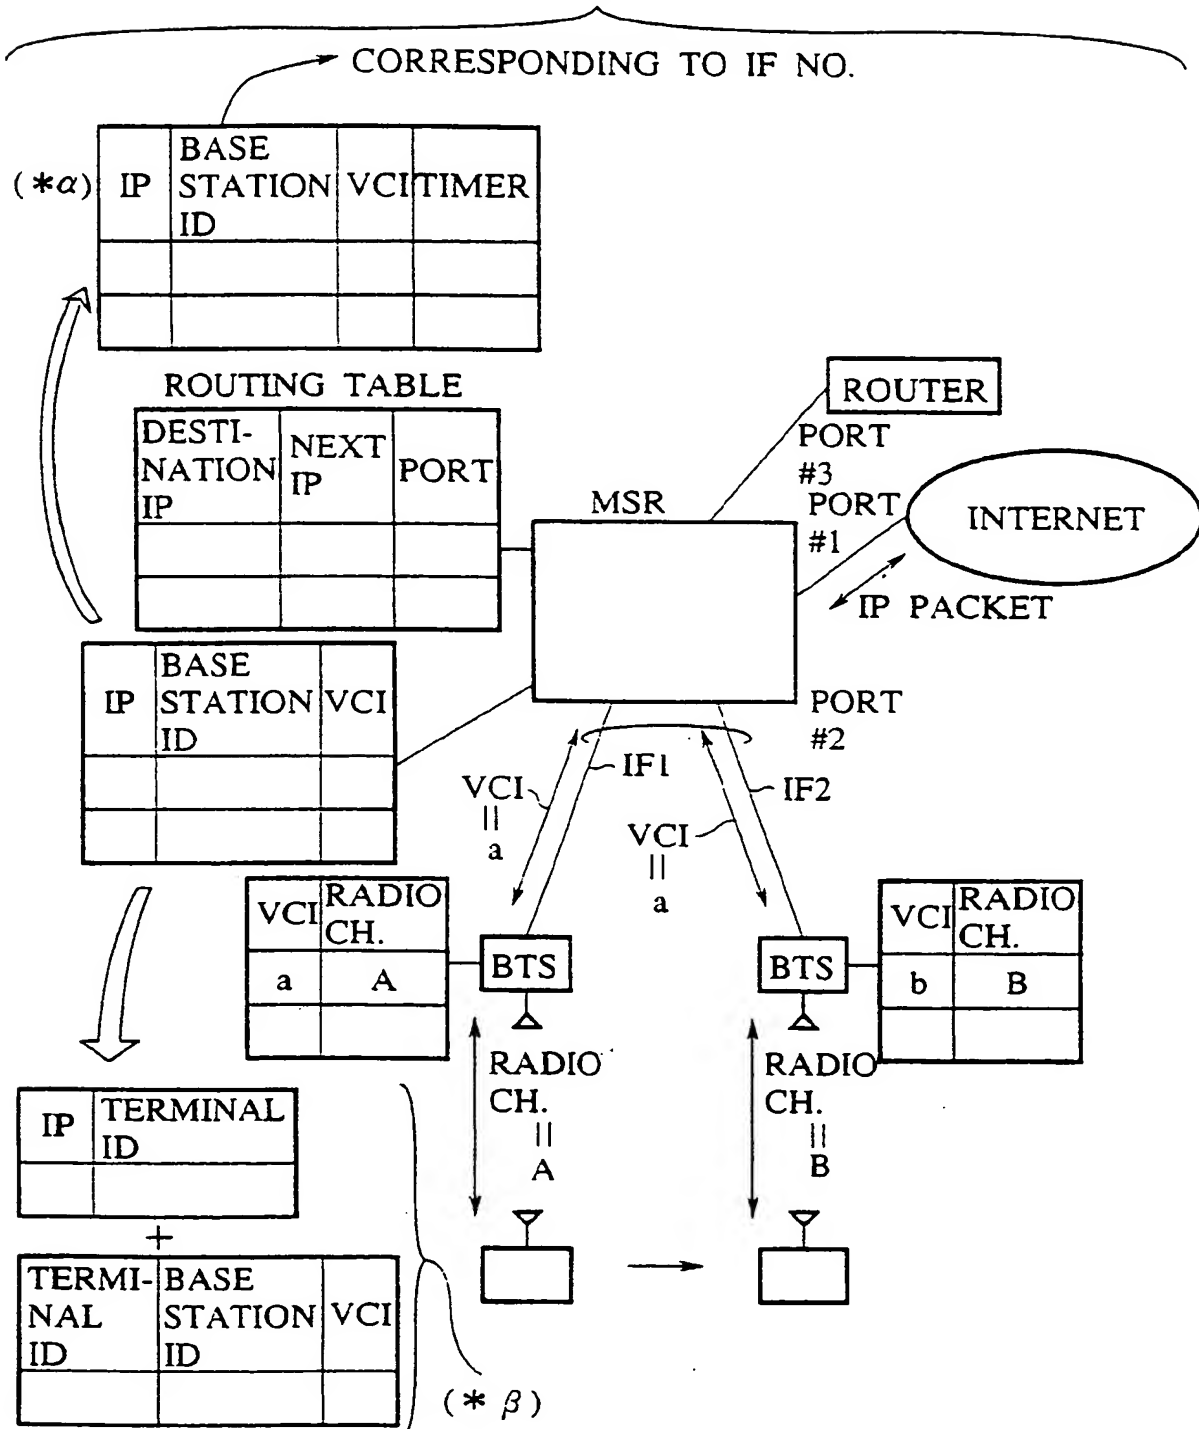 CORRESPONDING TO IF NO.
(*α)
IP
BASE
STATION
ID
VCI
TIMER
ROUTING TABLE
DESTI-
NATION
IP
NEXT
IP
PORT
ROUTER
PORT
#3
MSR
PORT
#1
INTERNET
IP PACKET
IP
BASE
STATION
ID
VCI
PORT
#2
IF1
IF2
VCI
||
a
VCI
||
a
VCI
RADIO
CH.
a
A
BTS
BTS
VCI
RADIO
CH.
b
B
RADIO
CH.
||
A
RADIO
CH.
||
B
IP
TERMINAL
ID
+
TERMI-
NAL
ID
BASE
STATION
ID
VCI
(* β)